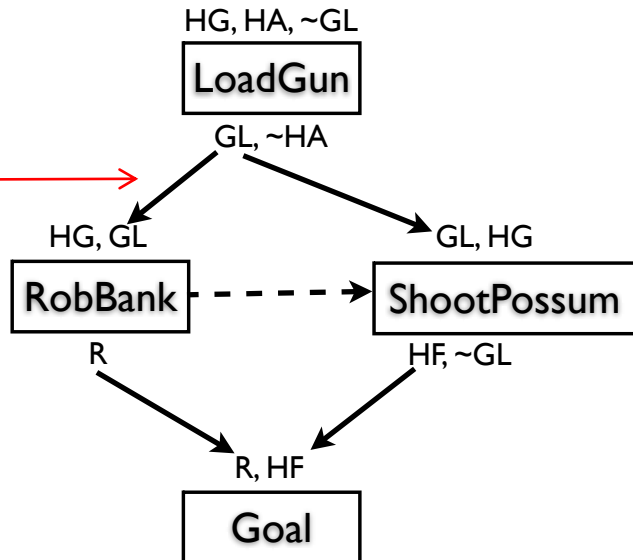 HG, HA, ~GL
LoadGun
GL, ~HA
HG, GL
GL, HG
RobBank
ShootPossum
R
HF, ~GL
R, HF
Goal